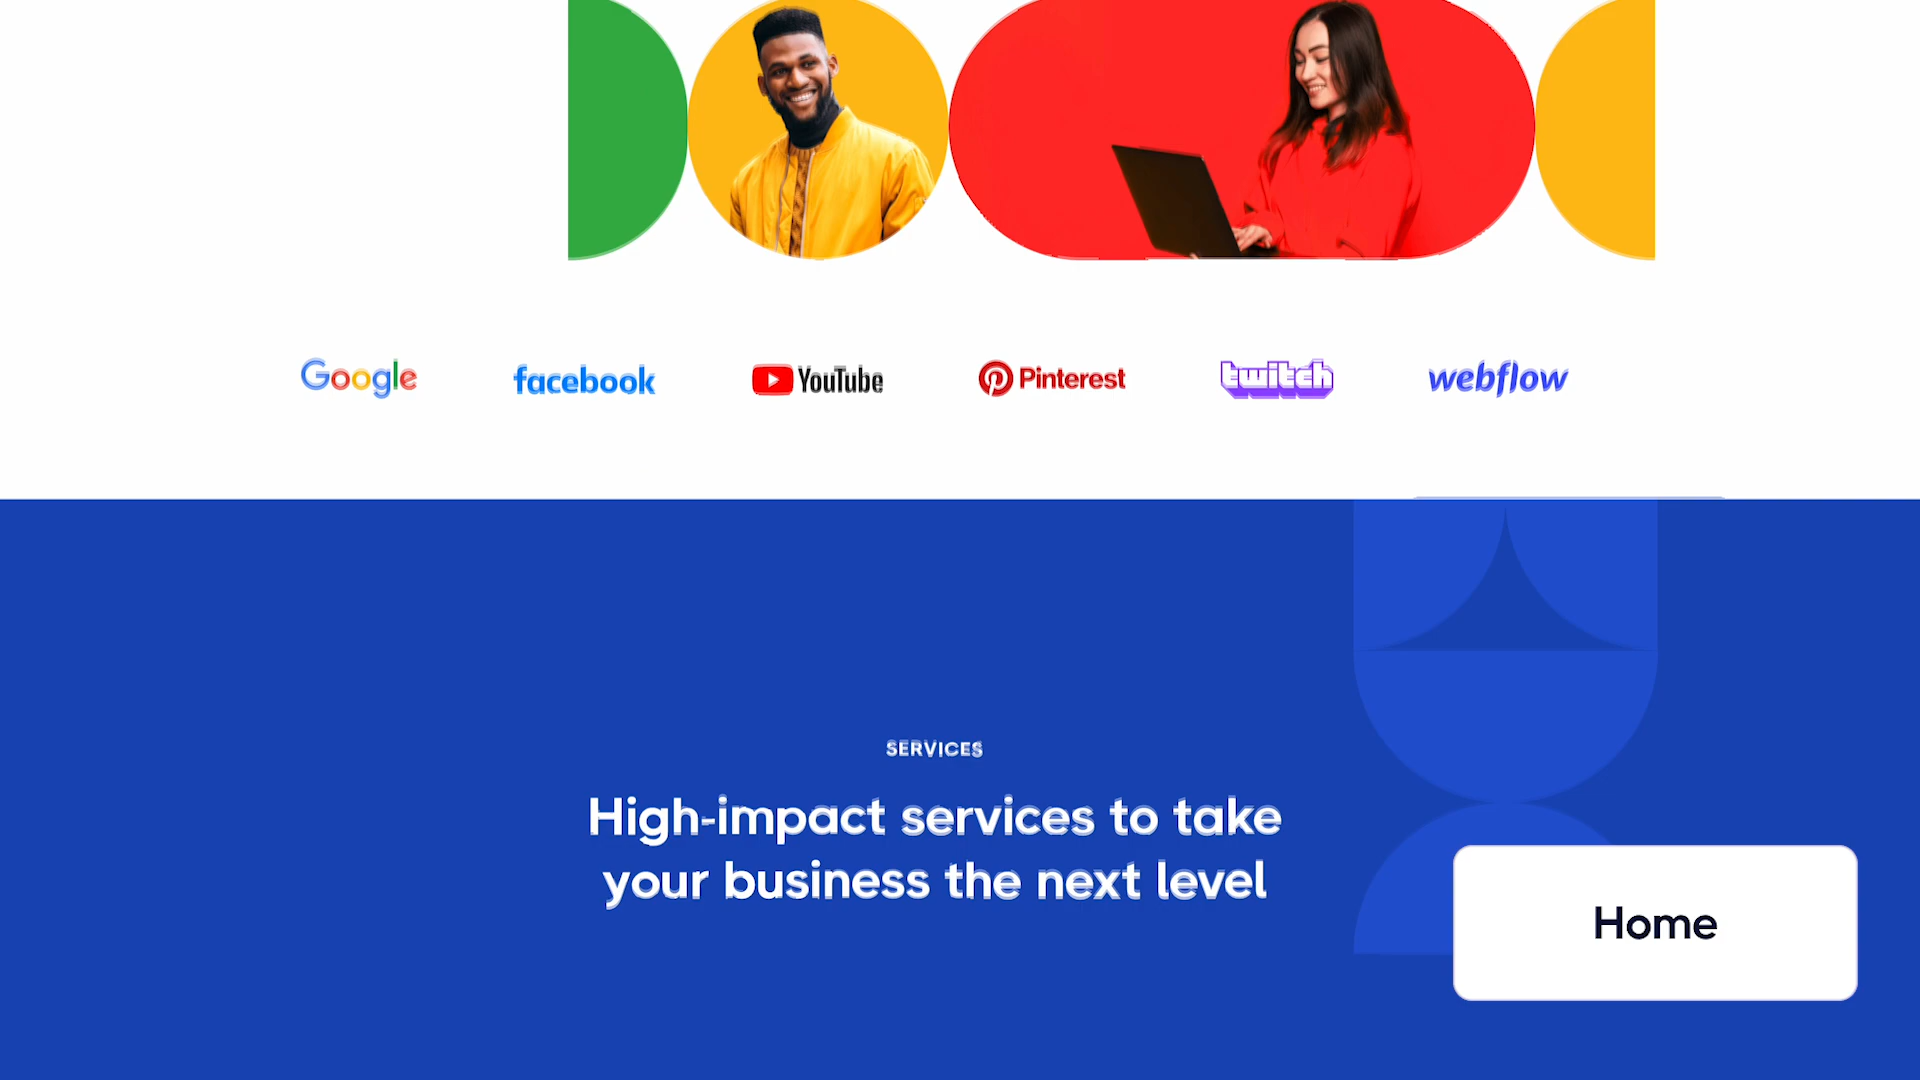 Google facebook YouTube Pinterest twitch webflow
SERVICES
High-impact services to take
your business the next level
Home